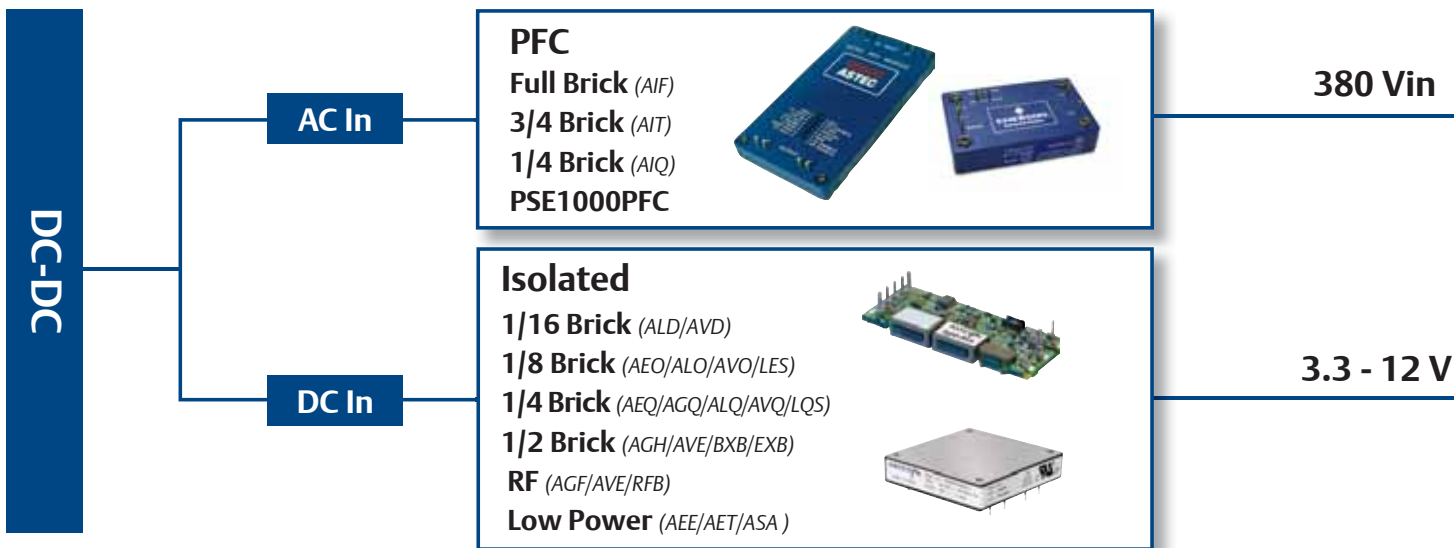 DC-DC
AC In
PFC
Full Brick (AIF)
3/4 Brick (AIT)
1/4 Brick (AIQ)
PSE1000PFC
ASTEC
EMERSON
380 Vin
DC In
Isolated
1/16 Brick (ALD/AVD)
1/8 Brick (AEO/ALO/AVO/LES)
1/4 Brick (AEQ/AGQ/ALQ/AVQ/LQS)
1/2 Brick (AGH/AVE/BXB/EXB)
RF (AGF/AVE/RFB)
Low Power (AEE/AET/ASA )
3.3 - 12 V